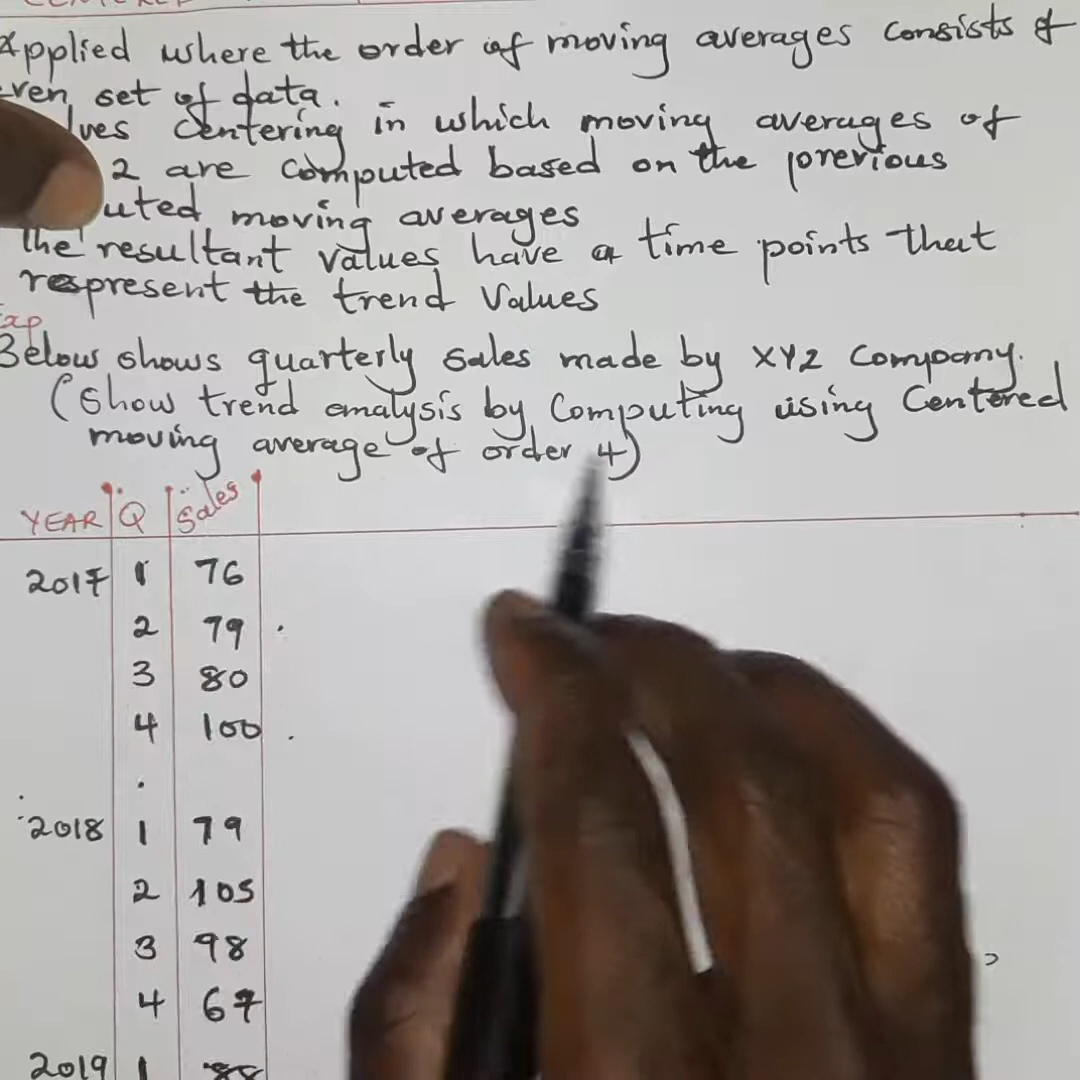 Applied where the order of moving averages consists of
even set of data.
lves Centering in which moving averages of
2 are computed based on the previous
uted moving averages
The resultant values have a time points that
respresent the trend Values
Exp
Below shows quarterly sales made by XYZ Company.
(Show trend analysis by Computing using Centered
moving average of order 4)
YEAR Q Sales
2017 1 76
2 79
3 80
4 100
2018 1 79
2 105
3 98
4 67
2019 1